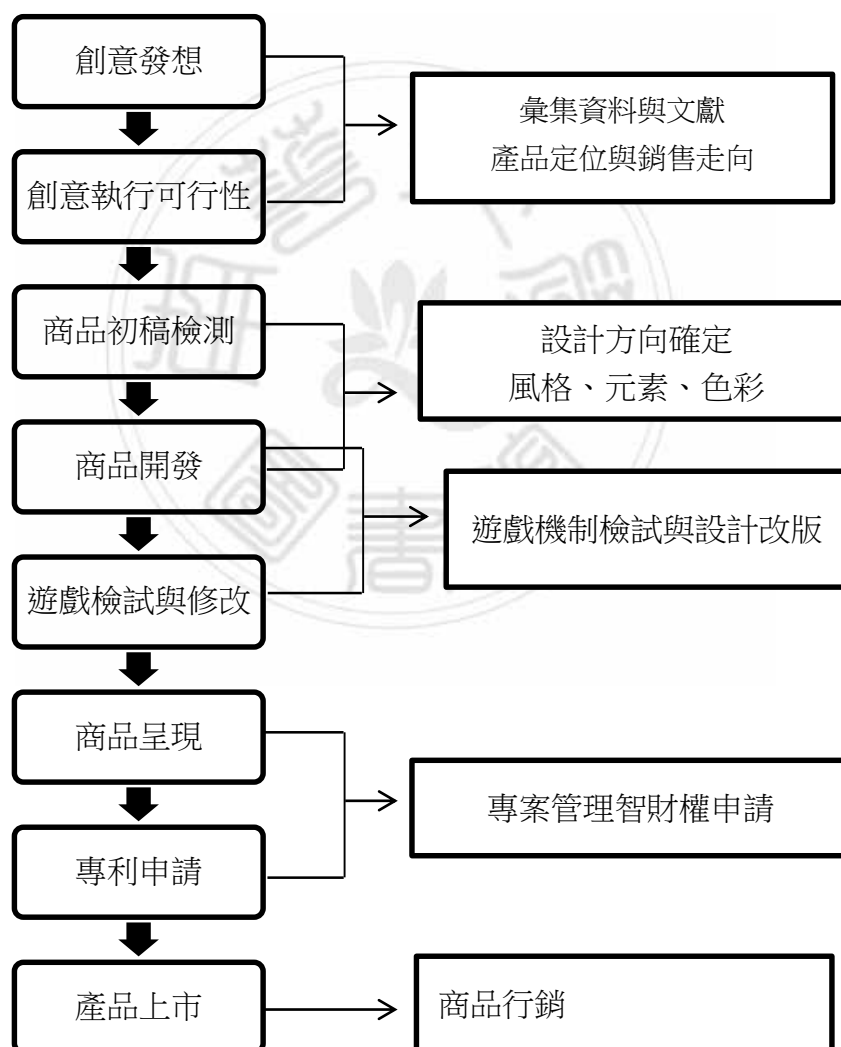 創意發想
彙集資料與文獻
產品定位與銷售走向
創意執行可行性
商品初稿檢測
設計方向確定
風格、元素、色彩
商品開發
遊戲機制檢試與設計改版
遊戲檢試與修改
商品呈現
專案管理智財權申請
專利申請
產品上市
商品行銷